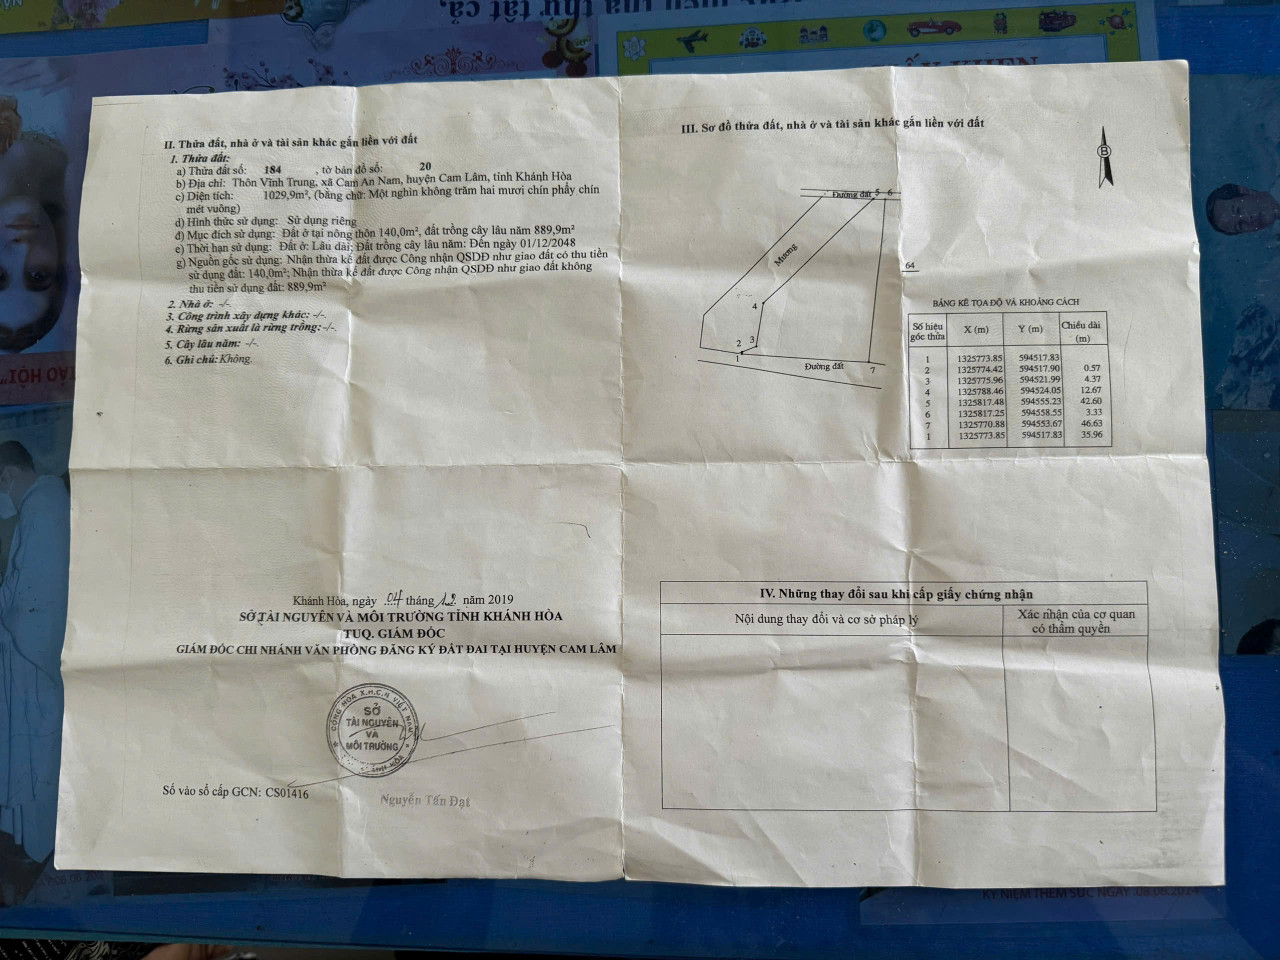 thư tất cả,
II. Thửa đất, nhà ở và tài sản khác gắn liền với đất
1. Thửa đất:
a) Thửa đất số: 184 , tờ bản đồ số: 20
b) Địa chỉ: Thôn Vĩnh Trung, xã Cam An Nam, huyện Cam Lâm, tỉnh Khánh Hòa
c) Diện tích: 1029,9m², (bằng chữ: Một nghìn không trăm hai mươi chín phẩy chín
mét vuông)
d) Hình thức sử dụng: Sử dụng riêng
đ) Mục đích sử dụng: Đất ở tại nông thôn 140,0m², đất trồng cây lâu năm 889,9m²
e) Thời hạn sử dụng: Đất ở: Lâu dài; Đất trồng cây lâu năm: Đến ngày 01/12/2048
g) Nguồn gốc sử dụng: Nhận thừa kế đất được Công nhận QSDĐ như giao đất có thu tiền
sử dụng đất: 140,0m²; Nhận thừa kế đất được Công nhận QSDĐ như giao đất không
thu tiền sử dụng đất: 889,9m²
2. Nhà ở: -/-
3. Công trình xây dựng khác: -/-.
4. Rừng sản xuất là rừng trồng: -/-.
5. Cây lâu năm: -/-.
6. Ghi chú: Không.
Khánh Hòa, ngày 04 tháng 12 năm 2019
SỞ TÀI NGUYÊN VÀ MÔI TRƯỜNG TỈNH KHÁNH HÒA
TUQ. GIÁM ĐỐC
GIÁM ĐỐC CHI NHÁNH VĂN PHÒNG ĐĂNG KÝ ĐẤT ĐAI TẠI HUYỆN CAM LÂM
CỘNG HÒA X.H.C.N VIỆT NAM
SỞ
TÀI NGUYÊN
VÀ
MÔI TRƯỜNG
Số vào sổ cấp GCN: CS01416
Nguyễn Tấn Đạt
III. Sơ đồ thửa đất, nhà ở và tài sản khác gắn liền với đất
B
Đường đất 5 6
Mương
64
4
3
2
1
Đường đất
7
BẢNG KÊ TỌA ĐỘ VÀ KHOẢNG CÁCH
Số hiệu góc thửa X (m) Y (m) Chiều dài (m)
1 1325773.85 594517.83
2 1325774.42 594517.90 0.57
3 1325775.96 594521.99 4.37
4 1325788.46 594524.05 12.67
5 1325817.48 594555.23 42.60
6 1325817.25 594558.55 3.33
7 1325770.88 594553.67 46.63
1 1325773.85 594517.83 35.96
IV. Những thay đổi sau khi cấp giấy chứng nhận
Nội dung thay đổi và cơ sở pháp lý
Xác nhận của cơ quan
có thẩm quyền
KỶ NIỆM THÊM SỨC NGÀY